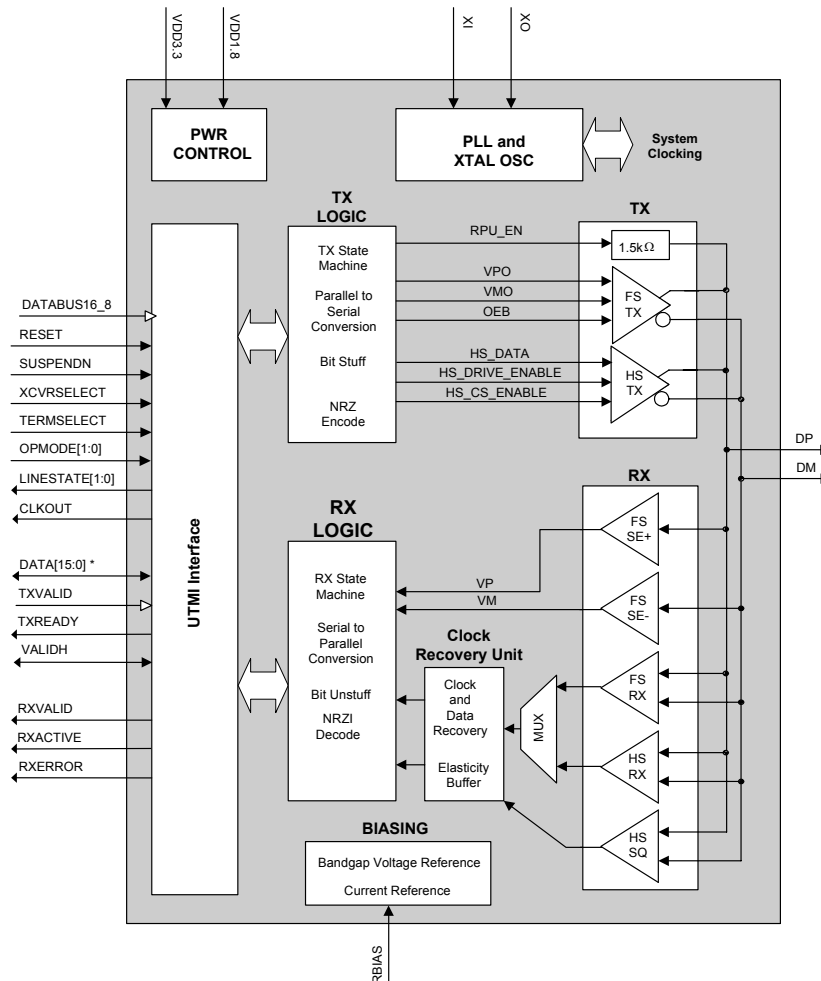 VDD3.3
VDD1.8
XI
XO
PWR
CONTROL
PLL and
XTAL OSC
System
Clocking
TX
LOGIC
TX State
Machine
Parallel to
Serial
Conversion
Bit Stuff
NRZ
Encode
RPU_EN
VPO
VMO
OEB
HS_DATA
HS_DRIVE_ENABLE
HS_CS_ENABLE
TX
1.5kΩ
FS
TX
HS
TX
DP
DM
UTMI Interface
DATABUS16_8
RESET
SUSPENDN
XCVRSELECT
TERMSELECT
OPMODE[1:0]
LINESTATE[1:0]
CLKOUT
DATA[15:0] *
TXVALID
TXREADY
VALIDH
RXVALID
RXACTIVE
RXERROR
RX
LOGIC
RX State
Machine
Serial to
Parallel
Conversion
Bit Unstuff
NRZI
Decode
VP
VM
Clock
Recovery Unit
Clock
and
Data
Recovery
Elasticity
Buffer
MUX
RX
FS
SE+
FS
SE-
FS
RX
HS
RX
HS
SQ
BIASING
Bandgap Voltage Reference
Current Reference
RBIAS